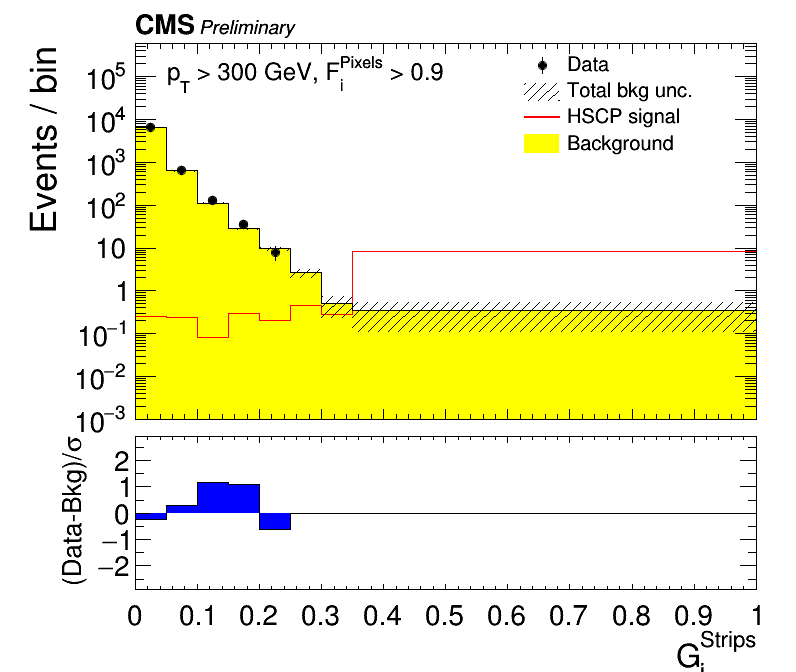 CMS Preliminary
p_T > 300 GeV, F_i^Pixels > 0.9
Data
Total bkg unc.
HSCP signal
Background
Events / bin
10^5
10^4
10^3
10^2
10
1
10^−1
10^−2
10^−3
(Data-Bkg)/σ
2
1
0
−1
−2
0 0.1 0.2 0.3 0.4 0.5 0.6 0.7 0.8 0.9 1
G_i^Strips